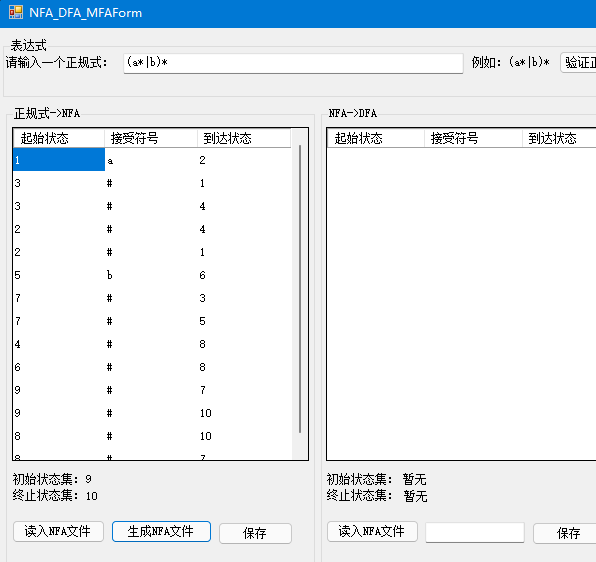 NFA_DFA_MFAForm
表达式
请输入一个正规式: (a*|b)* 例如: (a*|b)* 验证正
正规式->NFA
起始状态 接受符号 到达状态
1 a 2
3 # 1
3 # 4
2 # 4
2 # 1
5 b 6
7 # 3
7 # 5
4 # 8
6 # 8
9 # 7
9 # 10
8 # 10
8 # 7
初始状态集: 9
终止状态集: 10
读入NFA文件 生成NFA文件 保存
NFA->DFA
起始状态 接受符号 到达状态
初始状态集: 暂无
终止状态集: 暂无
读入NFA文件 保存